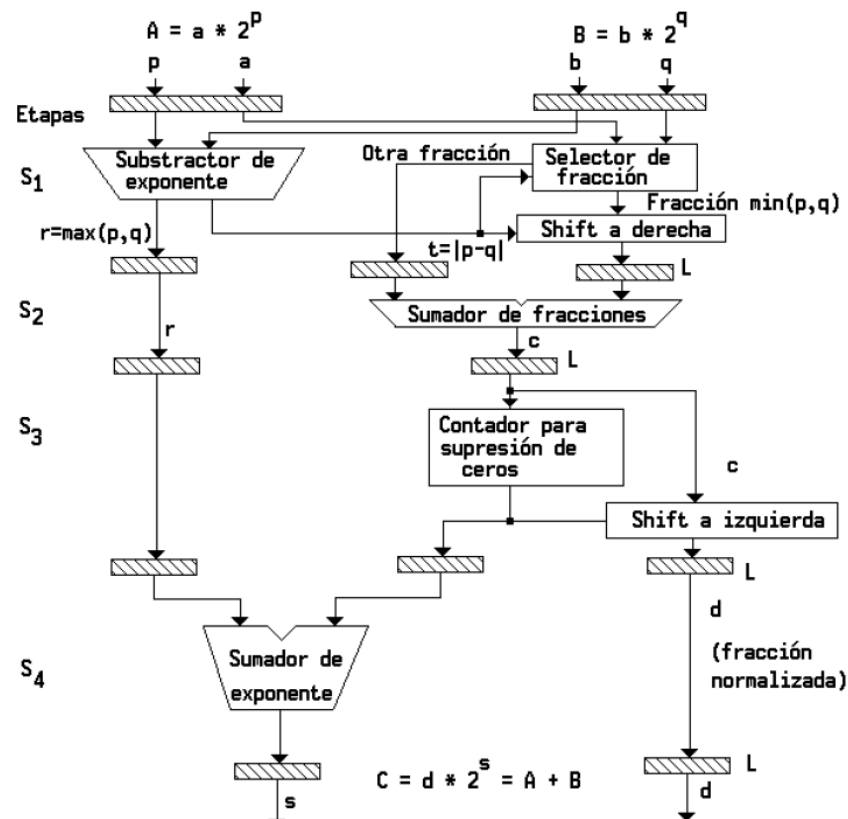 A = a * 2^p
B = b * 2^q
p
a
b
q
Etapas
S1
Substractor de
exponente
Otra fracción
Selector de
fracción
Fracción min(p,q)
r=max(p,q)
t=|p-q|
Shift a derecha
L
S2
Sumador de fracciones
r
c
L
S3
Contador para
supresión de
ceros
c
Shift a izquierda
L
d
(fracción
normalizada)
S4
Sumador de
exponente
L
C = d * 2^s = A + B
s
d